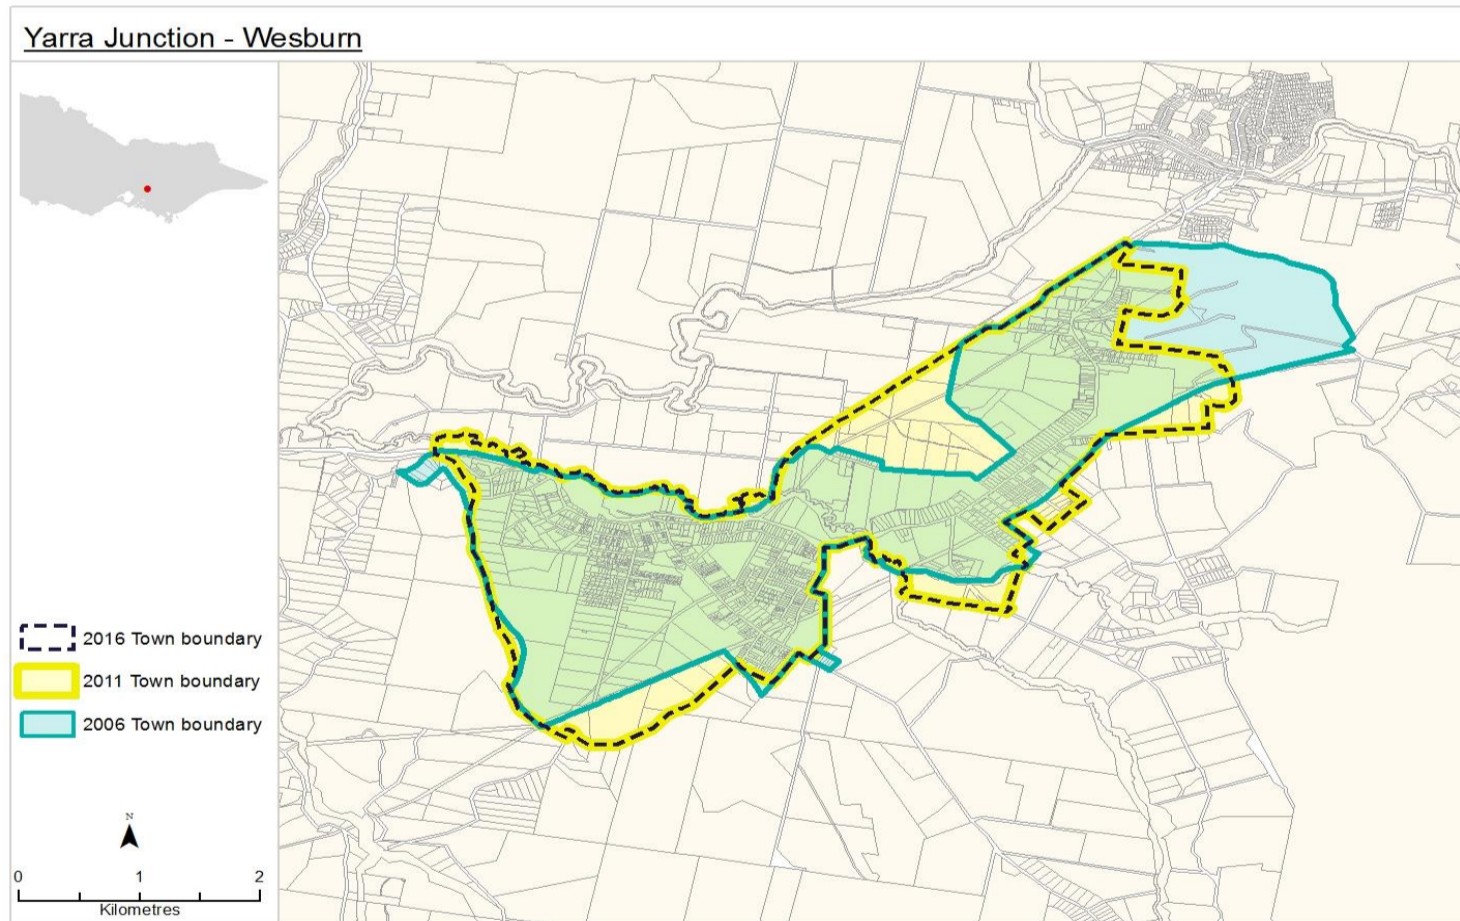 Yarra Junction - Wesburn
2016 Town boundary
2011 Town boundary
2006 Town boundary
N
0 1 2
Kilometres